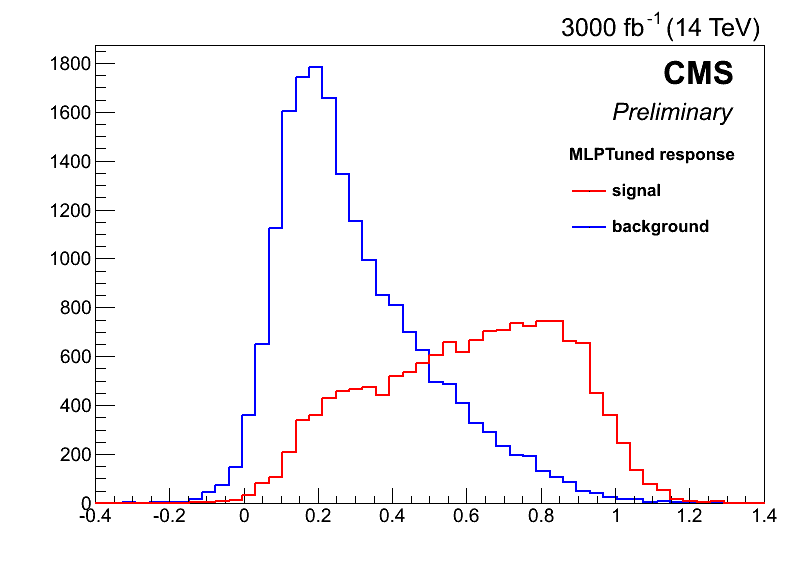 3000 fb⁻¹ (14 TeV)
CMS
Preliminary
MLPTuned response
signal
background
1800
1600
1400
1200
1000
800
600
400
200
0
-0.4 -0.2 0 0.2 0.4 0.6 0.8 1 1.2 1.4